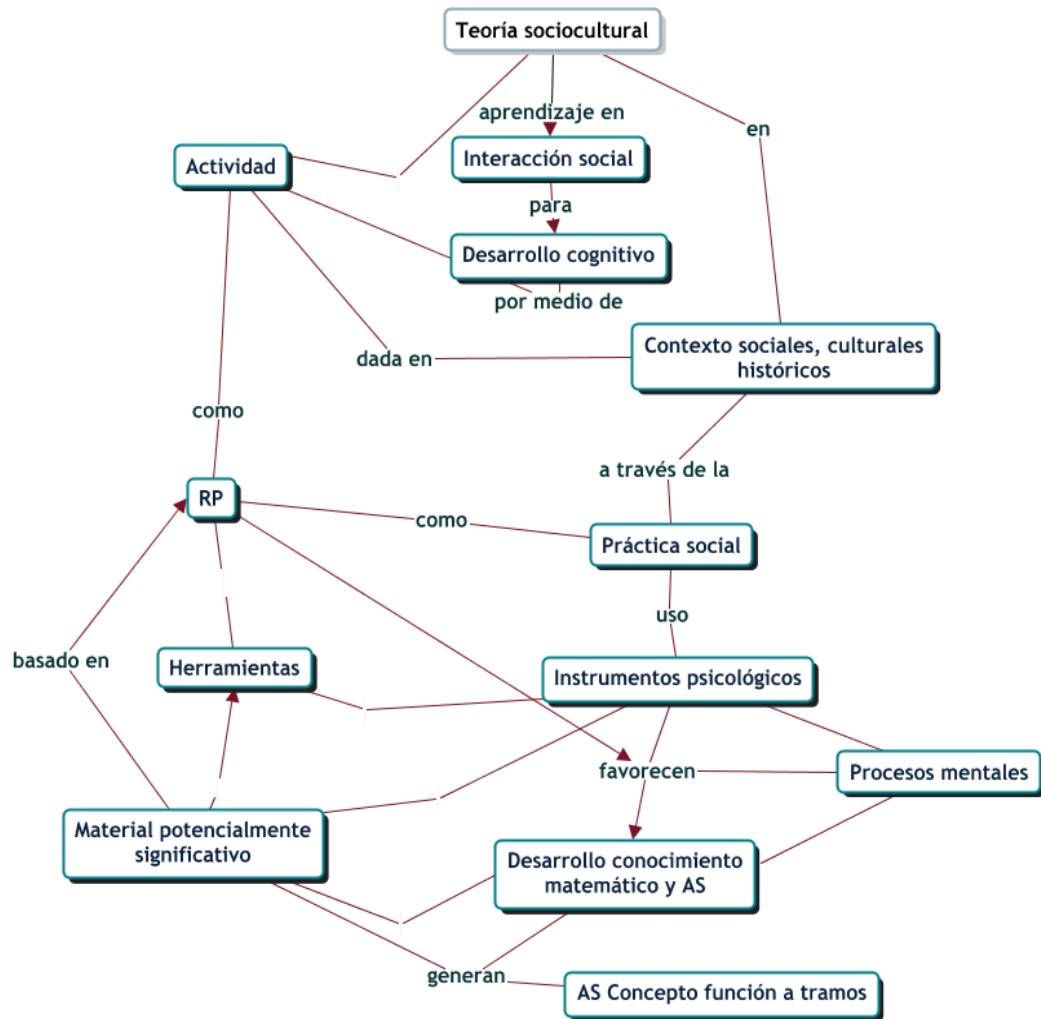 Teoría sociocultural
aprendizaje en
en
Interacción social
Actividad
para
Desarrollo cognitivo
por medio de
dada en
Contexto sociales, culturales
históricos
como
a través de la
RP
como
Práctica social
uso
basado en
Herramientas
Instrumentos psicológicos
favorecen
Procesos mentales
Material potencialmente
significativo
Desarrollo conocimiento
matemático y AS
generan
AS Concepto función a tramos